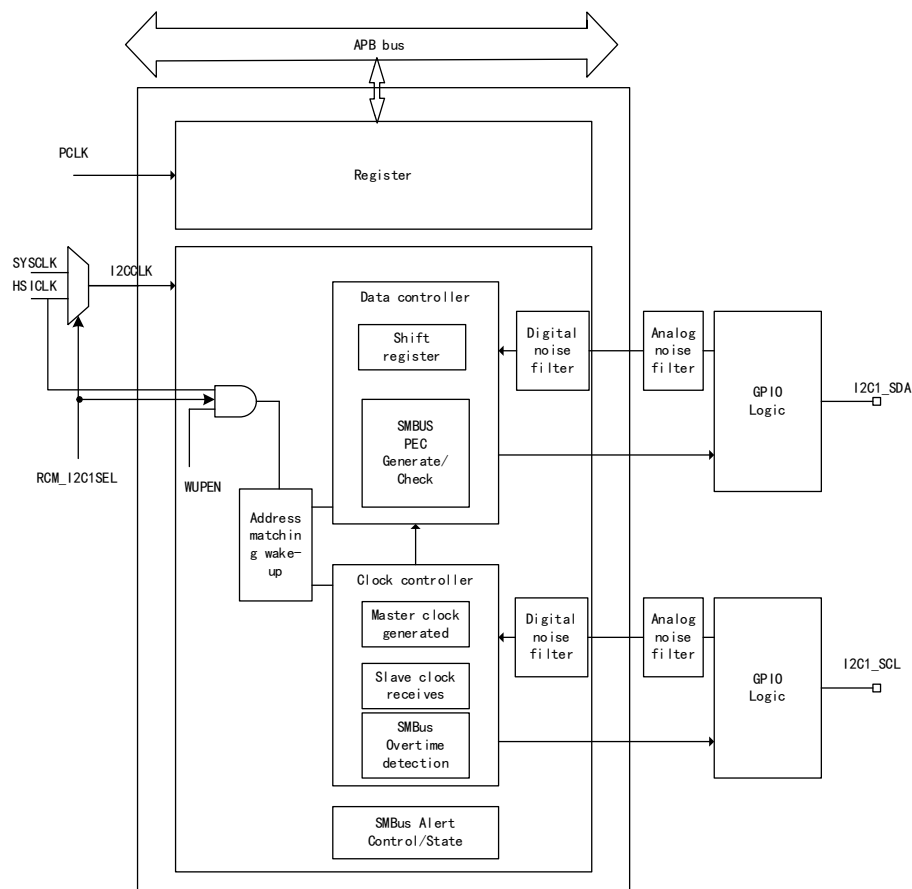 APB bus
PCLK
Register
SYSCLK
HSICLK
I2CCLK
Data controller
Shift
register
Digital
noise
filter
Analog
noise
filter
GPIO
Logic
I2C1_SDA
SMBUS
PEC
Generate/
Check
RCM_I2C1SEL
WUPEN
Address
matchin
g wake-
up
Clock controller
Master clock
generated
Digital
noise
filter
Analog
noise
filter
GPIO
Logic
I2C1_SCL
Slave clock
receives
SMBus
Overtime
detection
SMBus Alert
Control/State